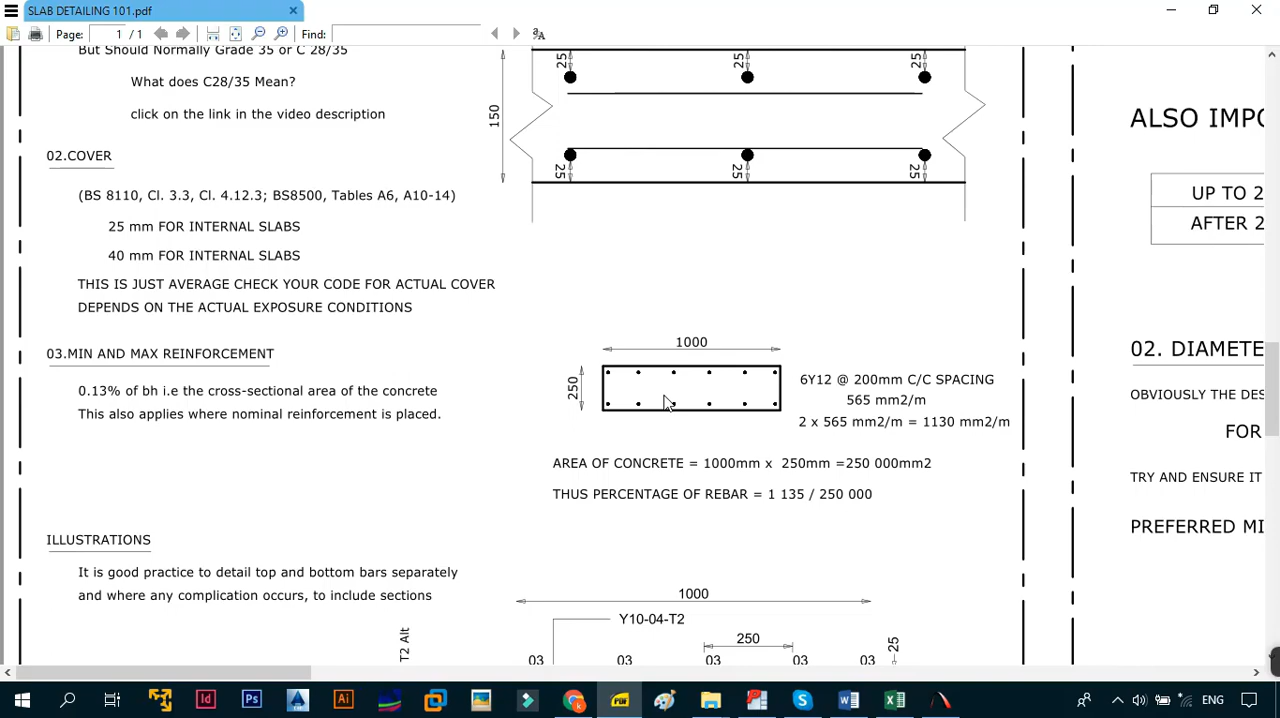 SLAB DETAILING 101.pdf
Page: 1 / 1 Find:
But Should Normally Grade 35 or C 28/35
What does C28/35 Mean?
click on the link in the video description
02.COVER
(BS 8110, Cl. 3.3, Cl. 4.12.3; BS8500, Tables A6, A10-14)
25 mm FOR INTERNAL SLABS
40 mm FOR INTERNAL SLABS
THIS IS JUST AVERAGE CHECK YOUR CODE FOR ACTUAL COVER
DEPENDS ON THE ACTUAL EXPOSURE CONDITIONS
03.MIN AND MAX REINFORCEMENT
0.13% of bh i.e the cross-sectional area of the concrete
This also applies where nominal reinforcement is placed.
ILLUSTRATIONS
It is good practice to detail top and bottom bars separately
and where any complication occurs, to include sections
T2 Alt
25 25 25
150
25 25 25
1000
250
6Y12 @ 200mm C/C SPACING
565 mm2/m
2 x 565 mm2/m = 1130 mm2/m
AREA OF CONCRETE = 1000mm x 250mm =250 000mm2
THUS PERCENTAGE OF REBAR = 1 135 / 250 000
1000
Y10-04-T2
250
25
03 03 03 03 03
ALSO IMPO
UP TO 2
AFTER 2
02. DIAMETE
OBVIOUSLY THE DES
FOR
TRY AND ENSURE IT
PREFERRED MI
ENG